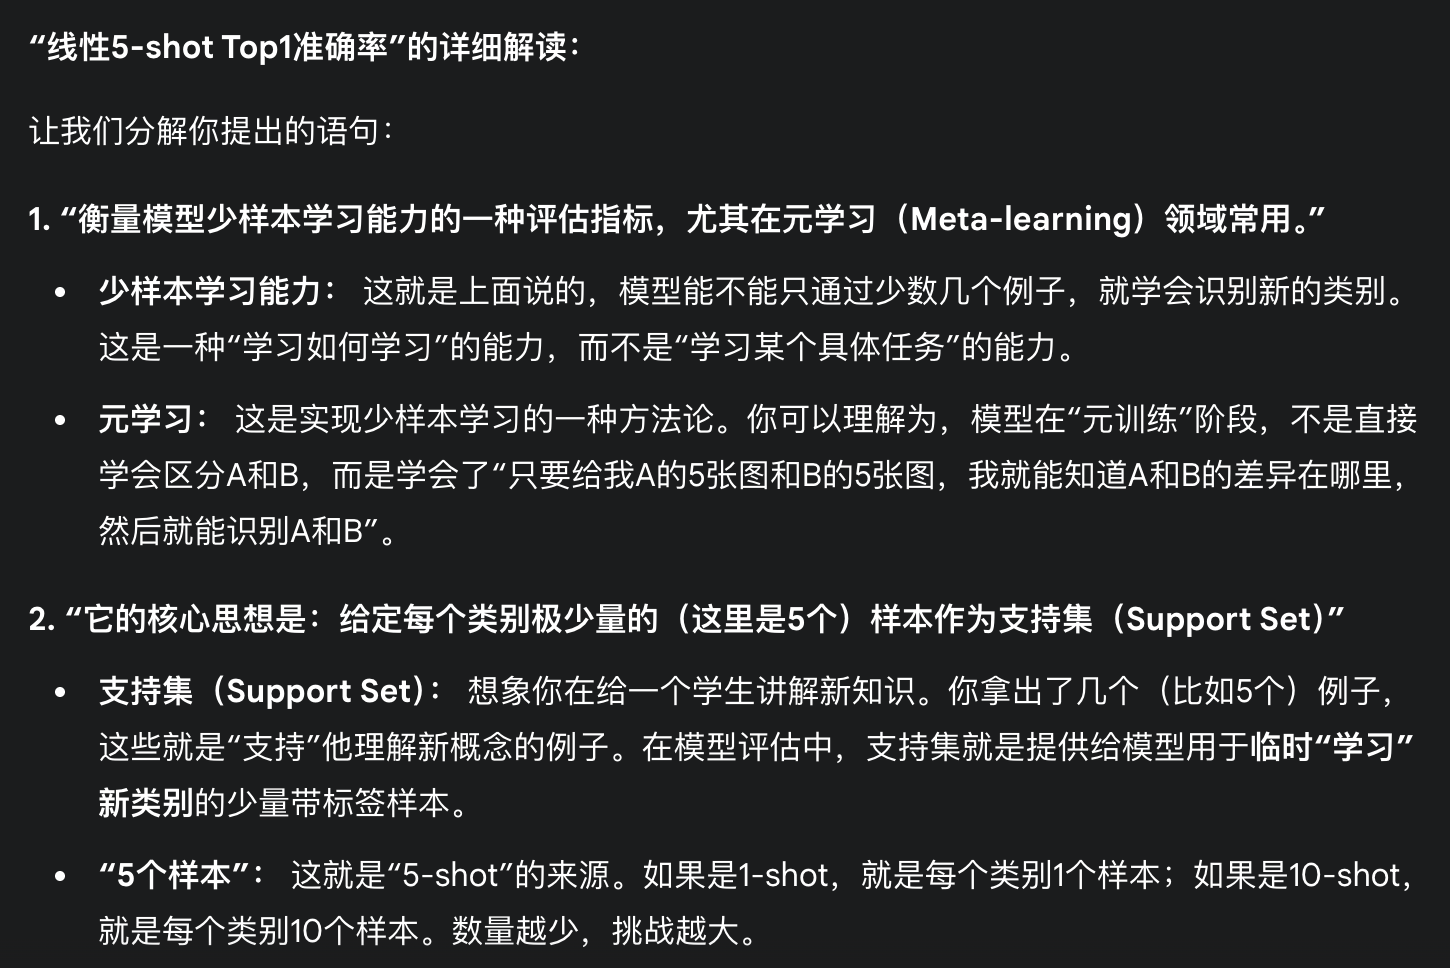 “线性5-shot Top1准确率”的详细解读：
让我们分解你提出的语句：
1. “衡量模型少样本学习能力的一种评估指标，尤其在元学习（Meta-learning）领域常用。”
• 少样本学习能力： 这就是上面说的，模型能不能只通过少数几个例子，就学会识别新的类别。
这是一种“学习如何学习”的能力，而不是“学习某个具体任务”的能力。
• 元学习： 这是实现少样本学习的一种方法论。你可以理解为，模型在“元训练”阶段，不是直接
学会区分A和B，而是学会了“只要给我A的5张图和B的5张图，我就能知道A和B的差异在哪里，
然后就能识别A和B”。
2. “它的核心思想是：给定每个类别极少量的（这里是5个）样本作为支持集（Support Set）”
• 支持集（Support Set）： 想象你在给一个学生讲解新知识。你拿出了几个（比如5个）例子，
这些就是“支持”他理解新概念的例子。在模型评估中，支持集就是提供给模型用于临时“学习”
新类别的少量带标签样本。
• “5个样本”： 这就是“5-shot”的来源。如果是1-shot，就是每个类别1个样本；如果是10-shot，
就是每个类别10个样本。数量越少，挑战越大。